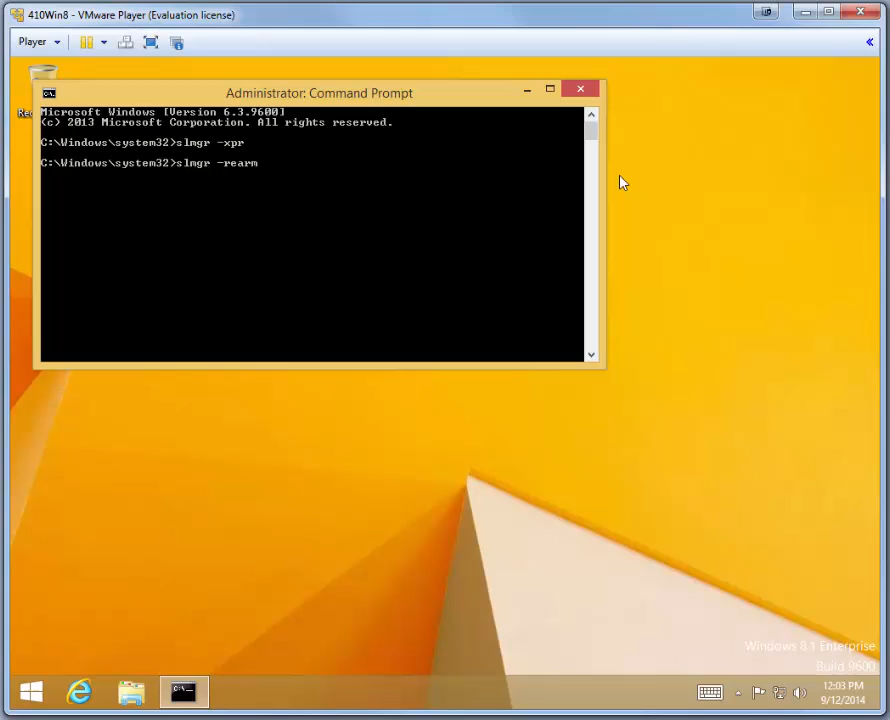 410Win8 - VMware Player (Evaluation license)
Player
Administrator: Command Prompt
Microsoft Windows [Version 6.3.9600]
(c) 2013 Microsoft Corporation. All rights reserved.
C:\Windows\system32>slmgr -xpr
C:\Windows\system32>slmgr -rearm
Windows 8.1 Enterprise
Build 9600
12:03 PM
9/12/2014